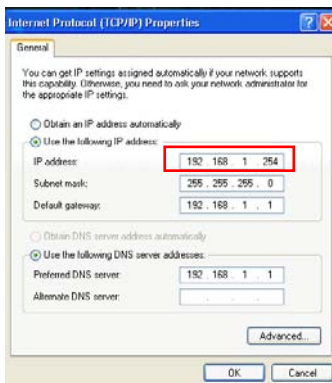 Internet Protocol (TCP/IP) Properties
General
You can get IP settings assigned automatically if your network supports
this capability. Otherwise, you need to ask your network administrator for
the appropriate IP settings.
Obtain an IP address automatically
Use the following IP address:
IP address: 192 . 168 . 1 . 254
Subnet mask: 255 . 255 . 255 . 0
Default gateway: 192 . 168 . 1 . 1
Obtain DNS server address automatically
Use the following DNS server addresses:
Preferred DNS server: 192 . 168 . 1 . 1
Alternate DNS server: . . .
Advanced...
OK Cancel